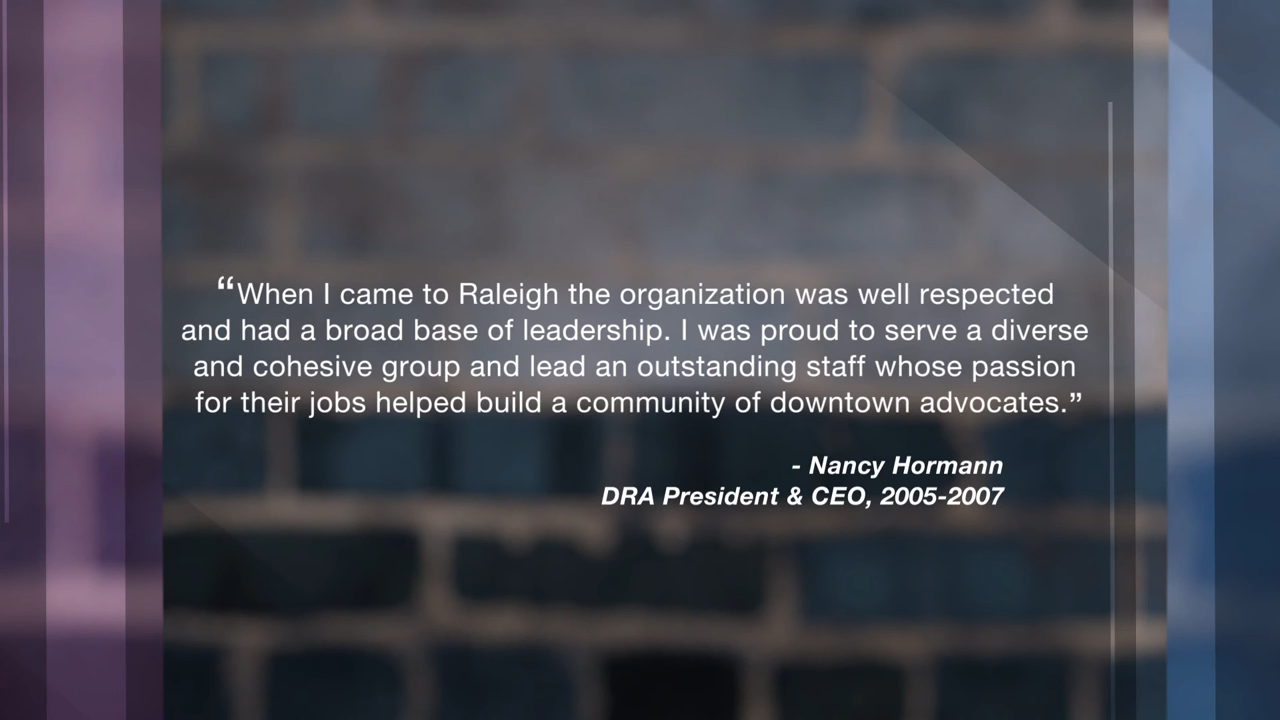 “When I came to Raleigh the organization was well respected
and had a broad base of leadership. I was proud to serve a diverse
and cohesive group and lead an outstanding staff whose passion
for their jobs helped build a community of downtown advocates.”
- Nancy Hormann
DRA President & CEO, 2005-2007